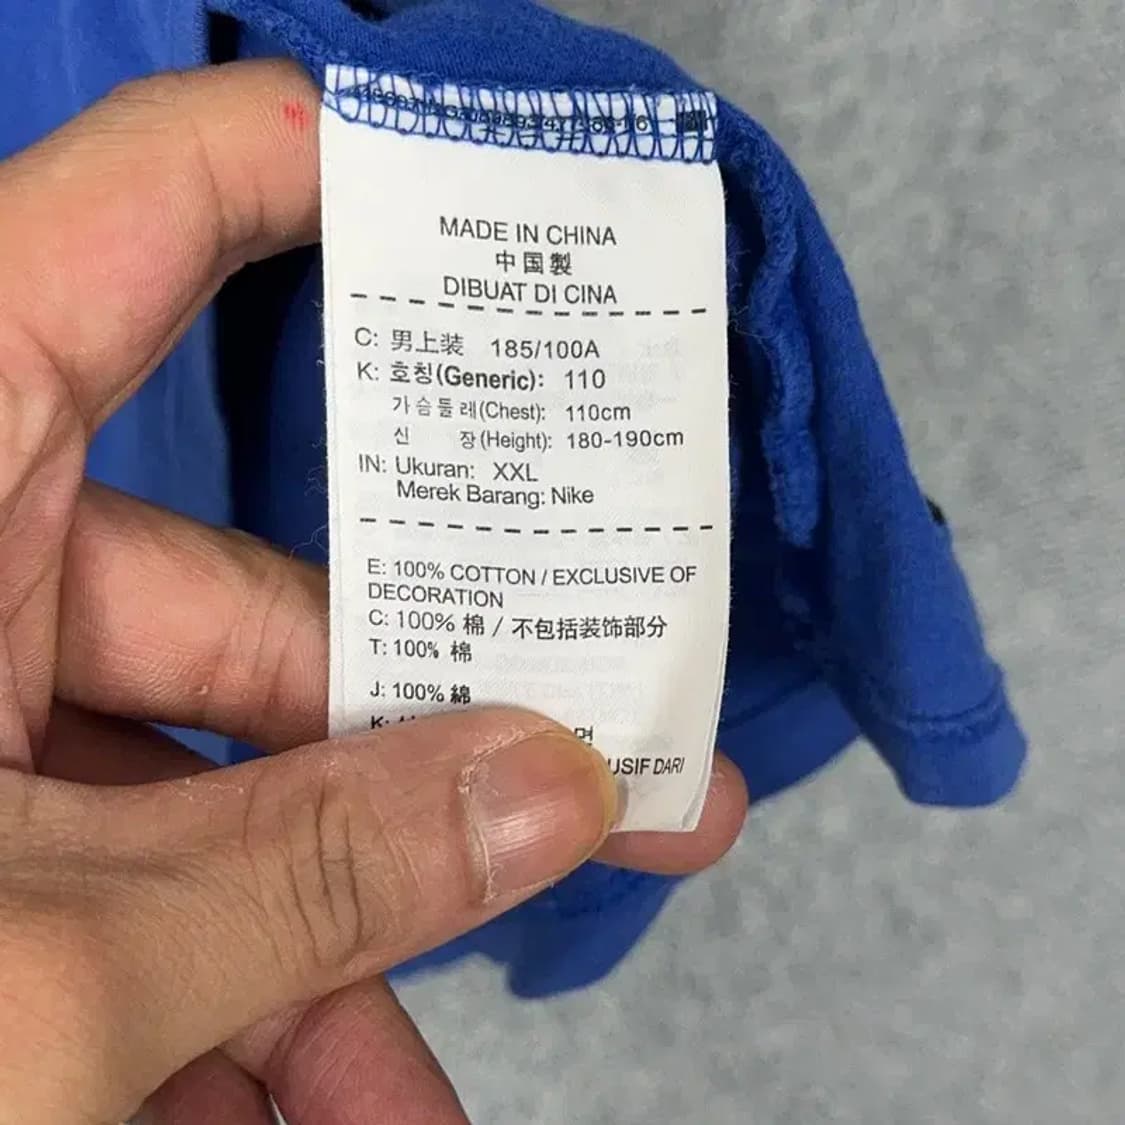 MADE IN CHINA
中国製
DIBUAT DI CINA
C: 男上装 185/100A
K: 호칭(Generic): 110
가슴둘레(Chest): 110cm
신 장(Height): 180-190cm
IN: Ukuran: XXL
Merek Barang: Nike
E: 100% COTTON / EXCLUSIVE OF
DECORATION
C: 100% 棉 / 不包括装饰部分
T: 100% 棉
J: 100% 綿
K:
DARI